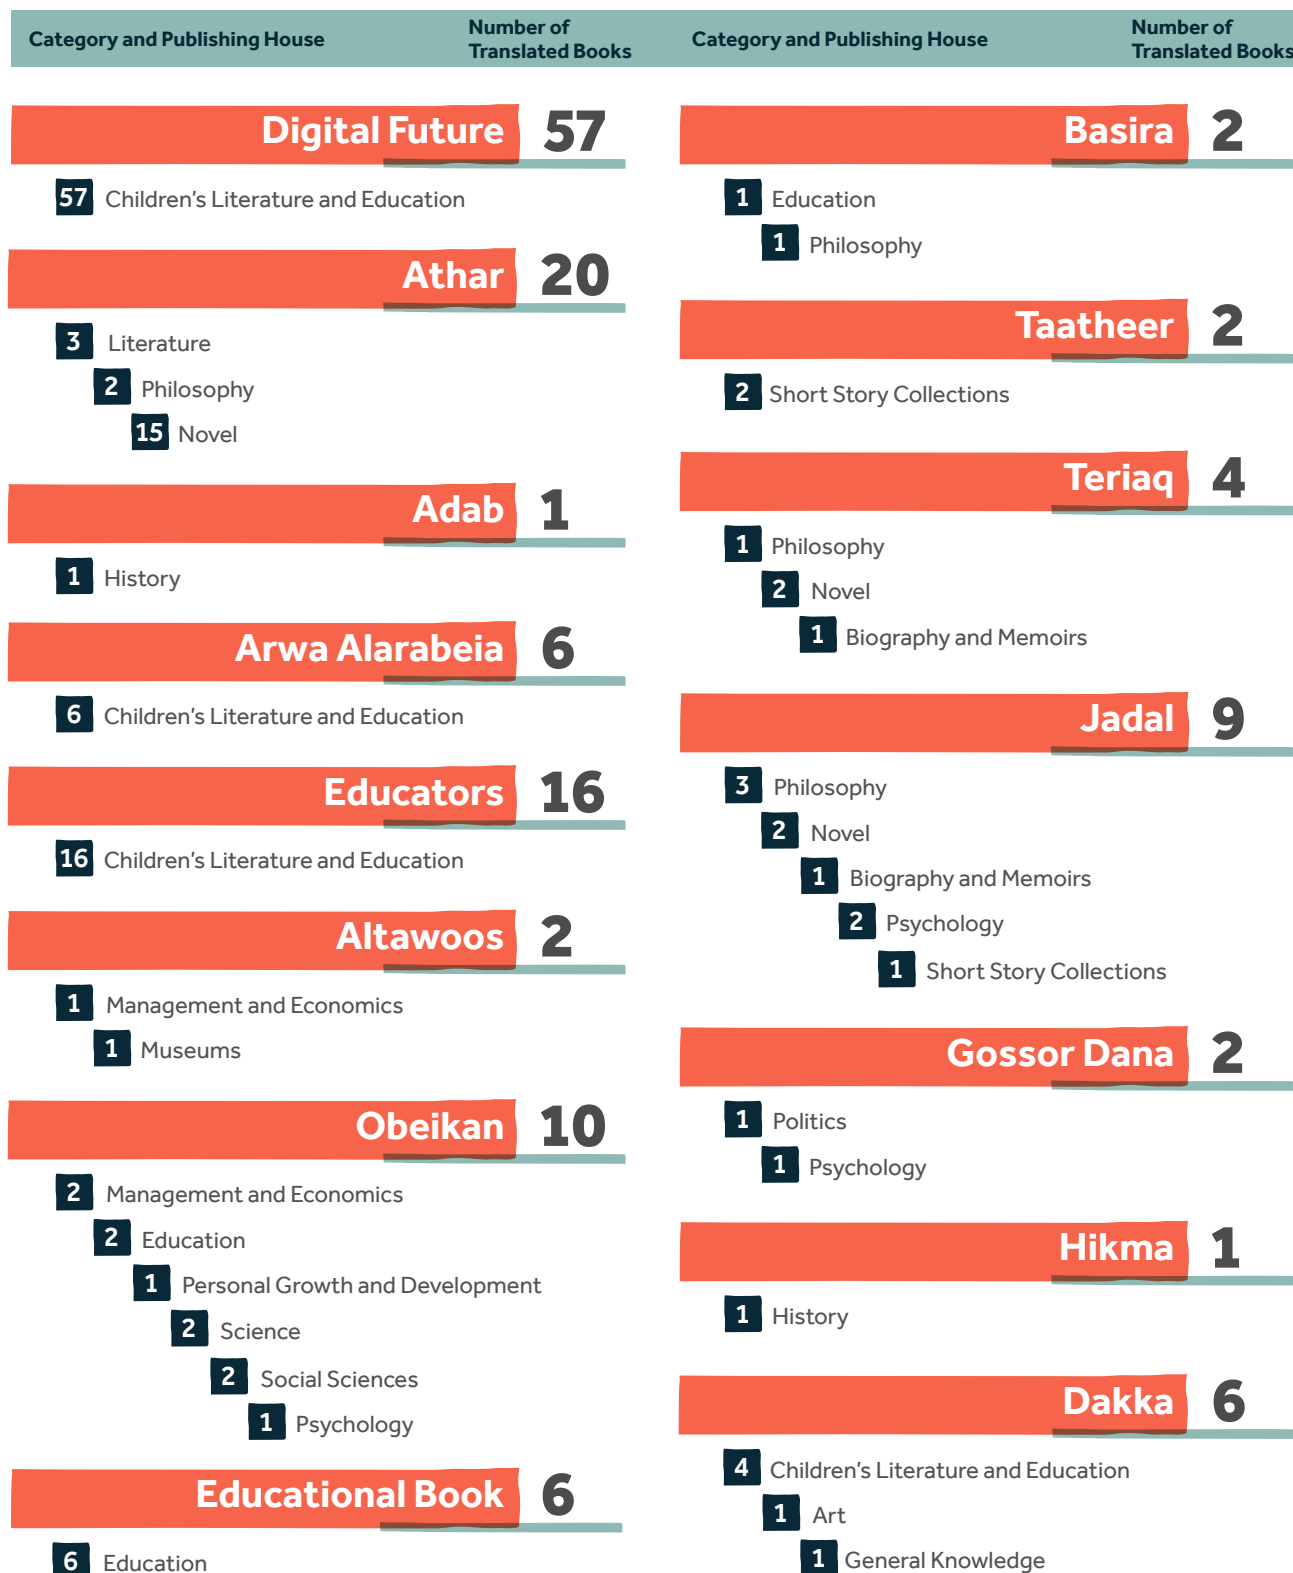 Category and Publishing House
Number of
Translated Books
Digital Future 57
57 Children's Literature and Education
Athar 20
3 Literature
2 Philosophy
15 Novel
Adab 1
1 History
Arwa Alarabeia 6
6 Children's Literature and Education
Educators 16
16 Children's Literature and Education
Altawoos 2
1 Management and Economics
1 Museums
Obeikan 10
2 Management and Economics
2 Education
1 Personal Growth and Development
2 Science
2 Social Sciences
1 Psychology
Educational Book 6
6 Education
Category and Publishing House
Number of
Translated Books
Basira 2
1 Education
1 Philosophy
Taatheer 2
2 Short Story Collections
Teriaq 4
1 Philosophy
2 Novel
1 Biography and Memoirs
Jadal 9
3 Philosophy
2 Novel
1 Biography and Memoirs
2 Psychology
1 Short Story Collections
Gossor Dana 2
1 Politics
1 Psychology
Hikma 1
1 History
Dakka 6
4 Children's Literature and Education
1 Art
1 General Knowledge